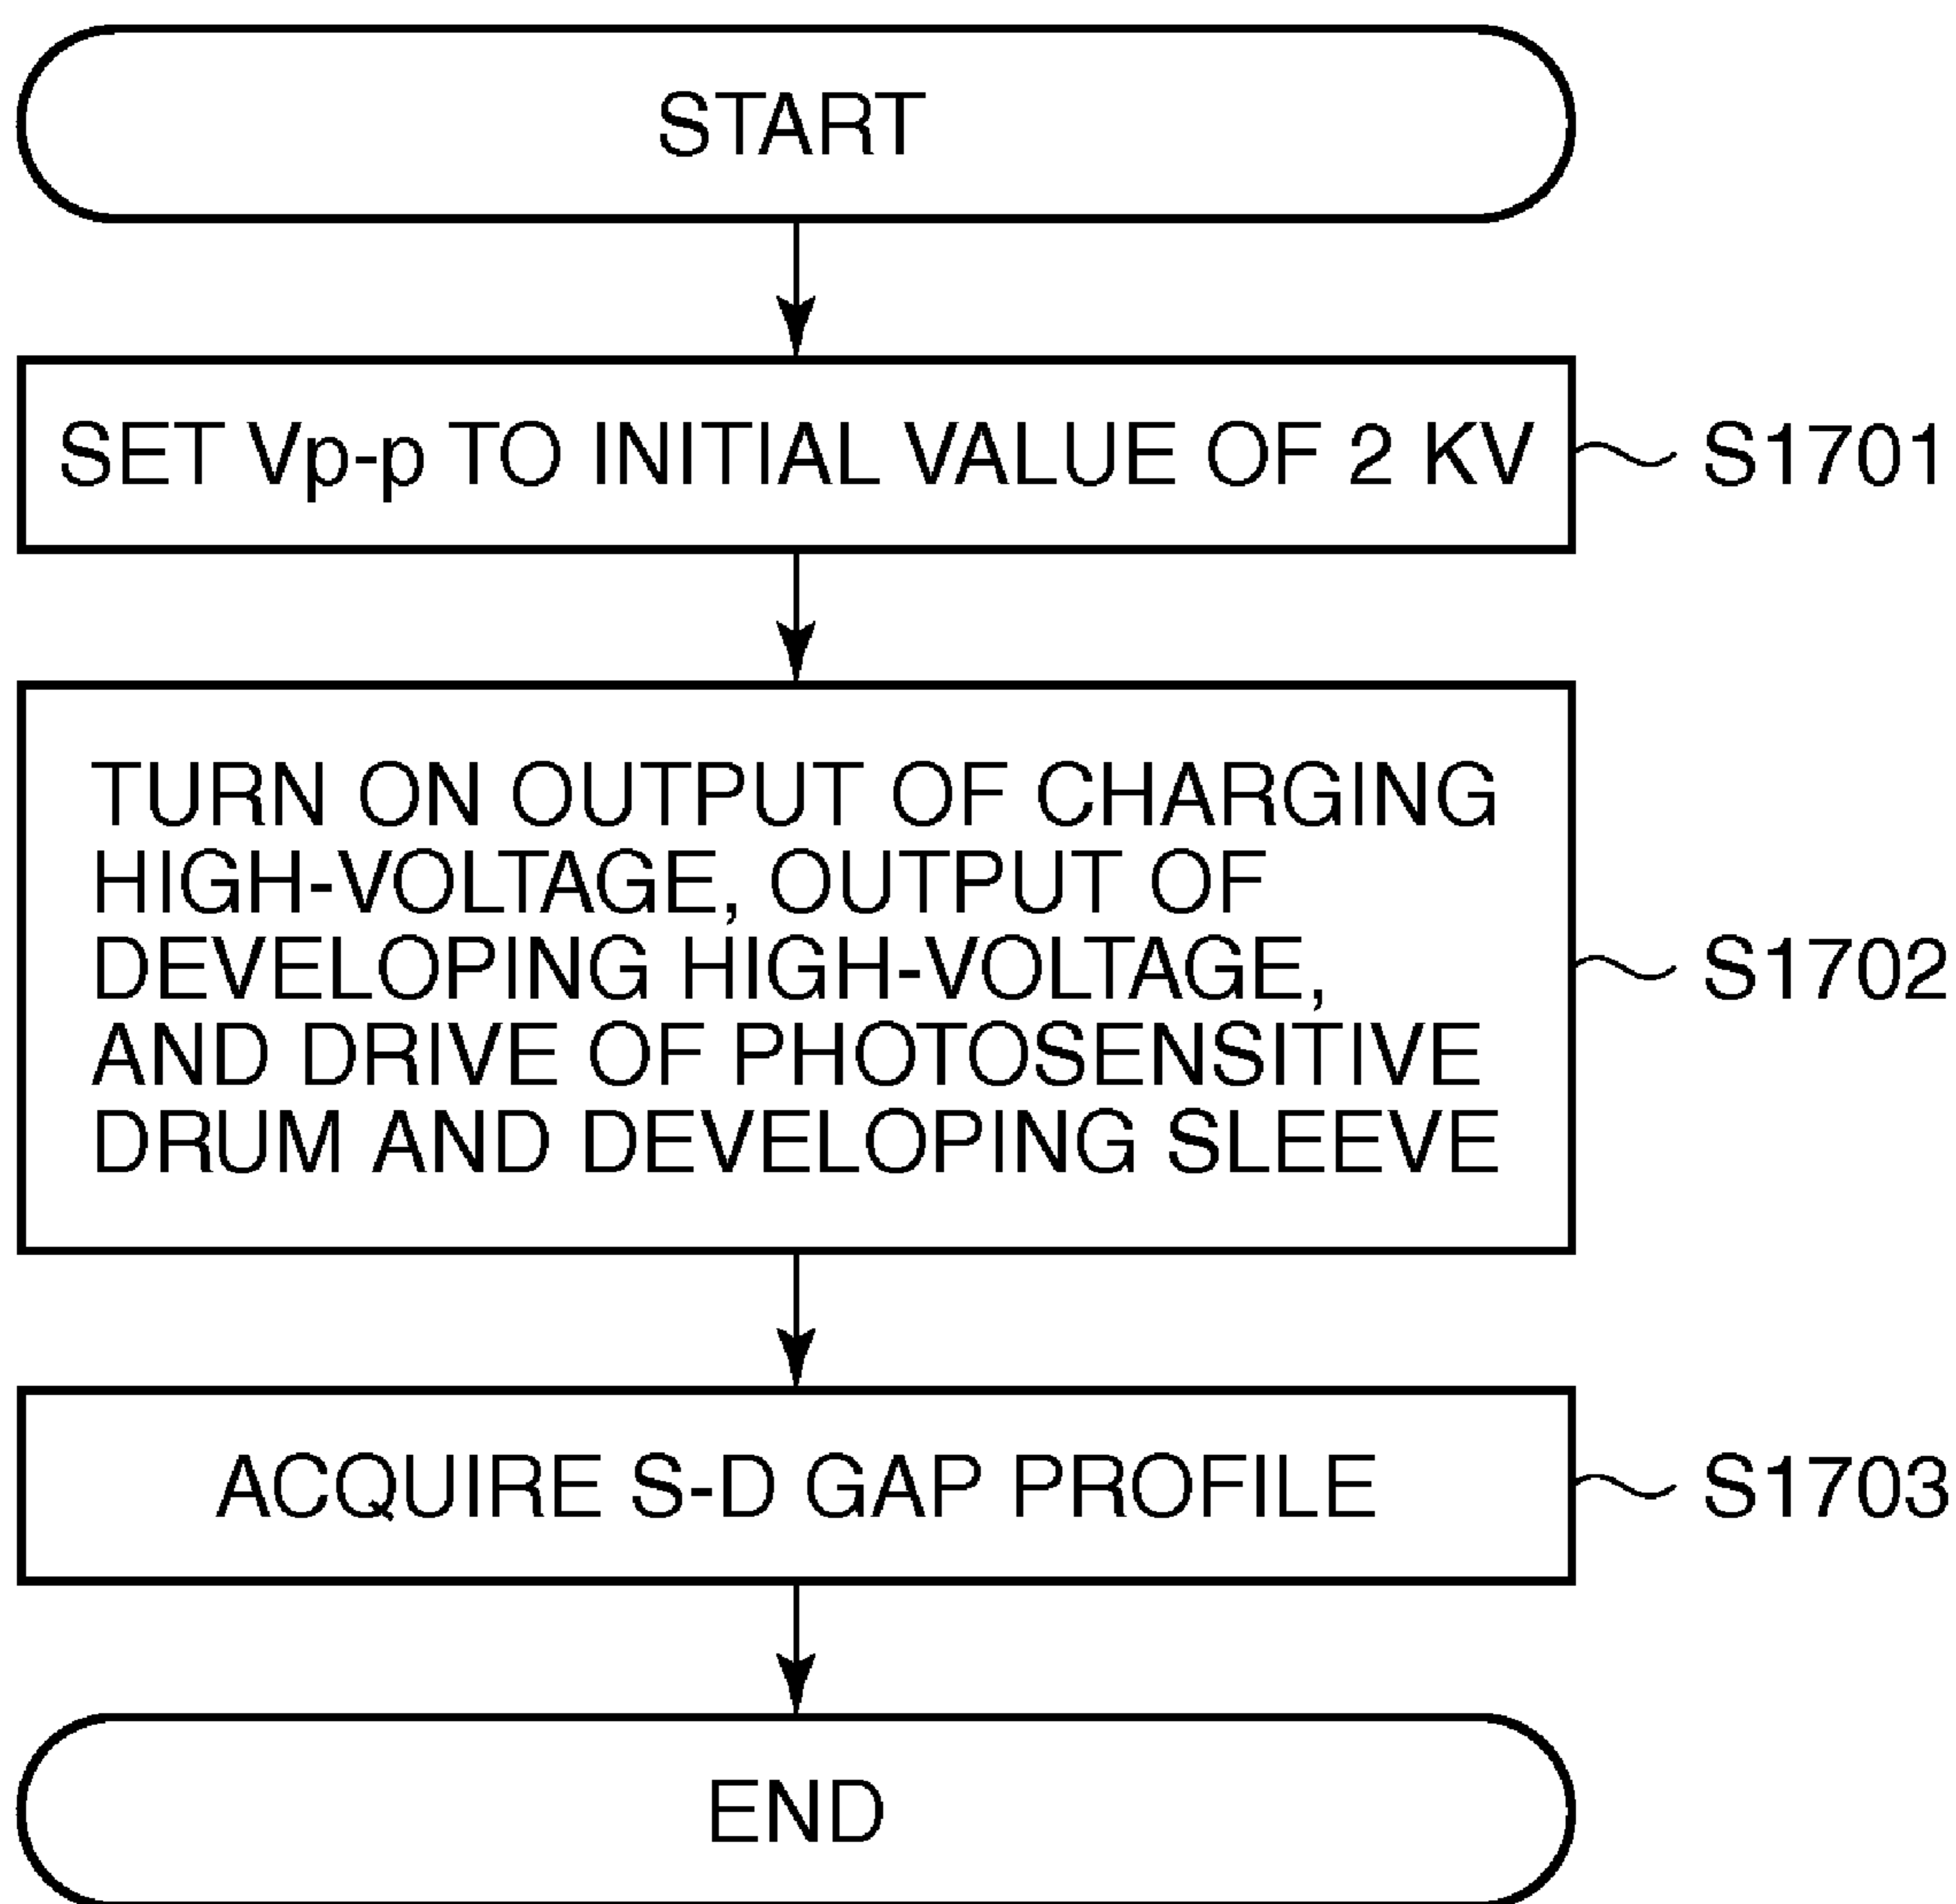 START
SET Vp-p TO INITIAL VALUE OF 2 KV
S1701
TURN ON OUTPUT OF CHARGING
HIGH-VOLTAGE, OUTPUT OF
DEVELOPING HIGH-VOLTAGE,
AND DRIVE OF PHOTOSENSITIVE
DRUM AND DEVELOPING SLEEVE
S1702
ACQUIRE S-D GAP PROFILE
S1703
END